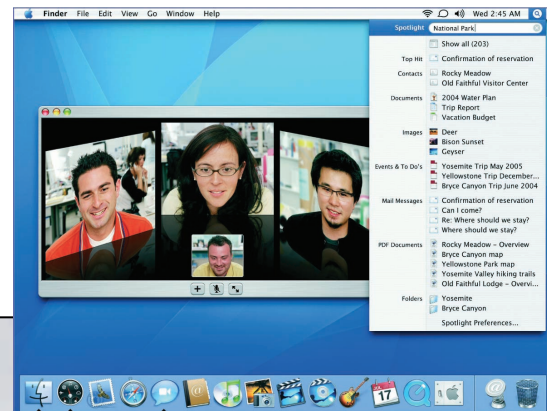 Finder File Edit View Go Window Help Wed 2:45 AM
Spotlight National Park
Show all (203)
Top Hit Confirmation of reservation
Contacts Rocky Meadow
Old Faithful Visitor Center
Documents 2004 Water Plan
Trip Report
Vacation Budget
Images Deer
Bison Sunset
Geyser
Events & To Do's Yosemite Trip May 2005
Yellowstone Trip December...
Bryce Canyon Trip June 2004
Mail Messages Confirmation of reservation
Can I come?
Re: Where should we stay?
Where should we stay?
PDF Documents Rocky Meadow – Overview
Bryce Canyon map
Yellowstone Park map
Yosemite Valley hiking trails
Old Faithful Lodge – Overvi...
Folders Yosemite
Bryce Canyon
Spotlight Preferences...
17